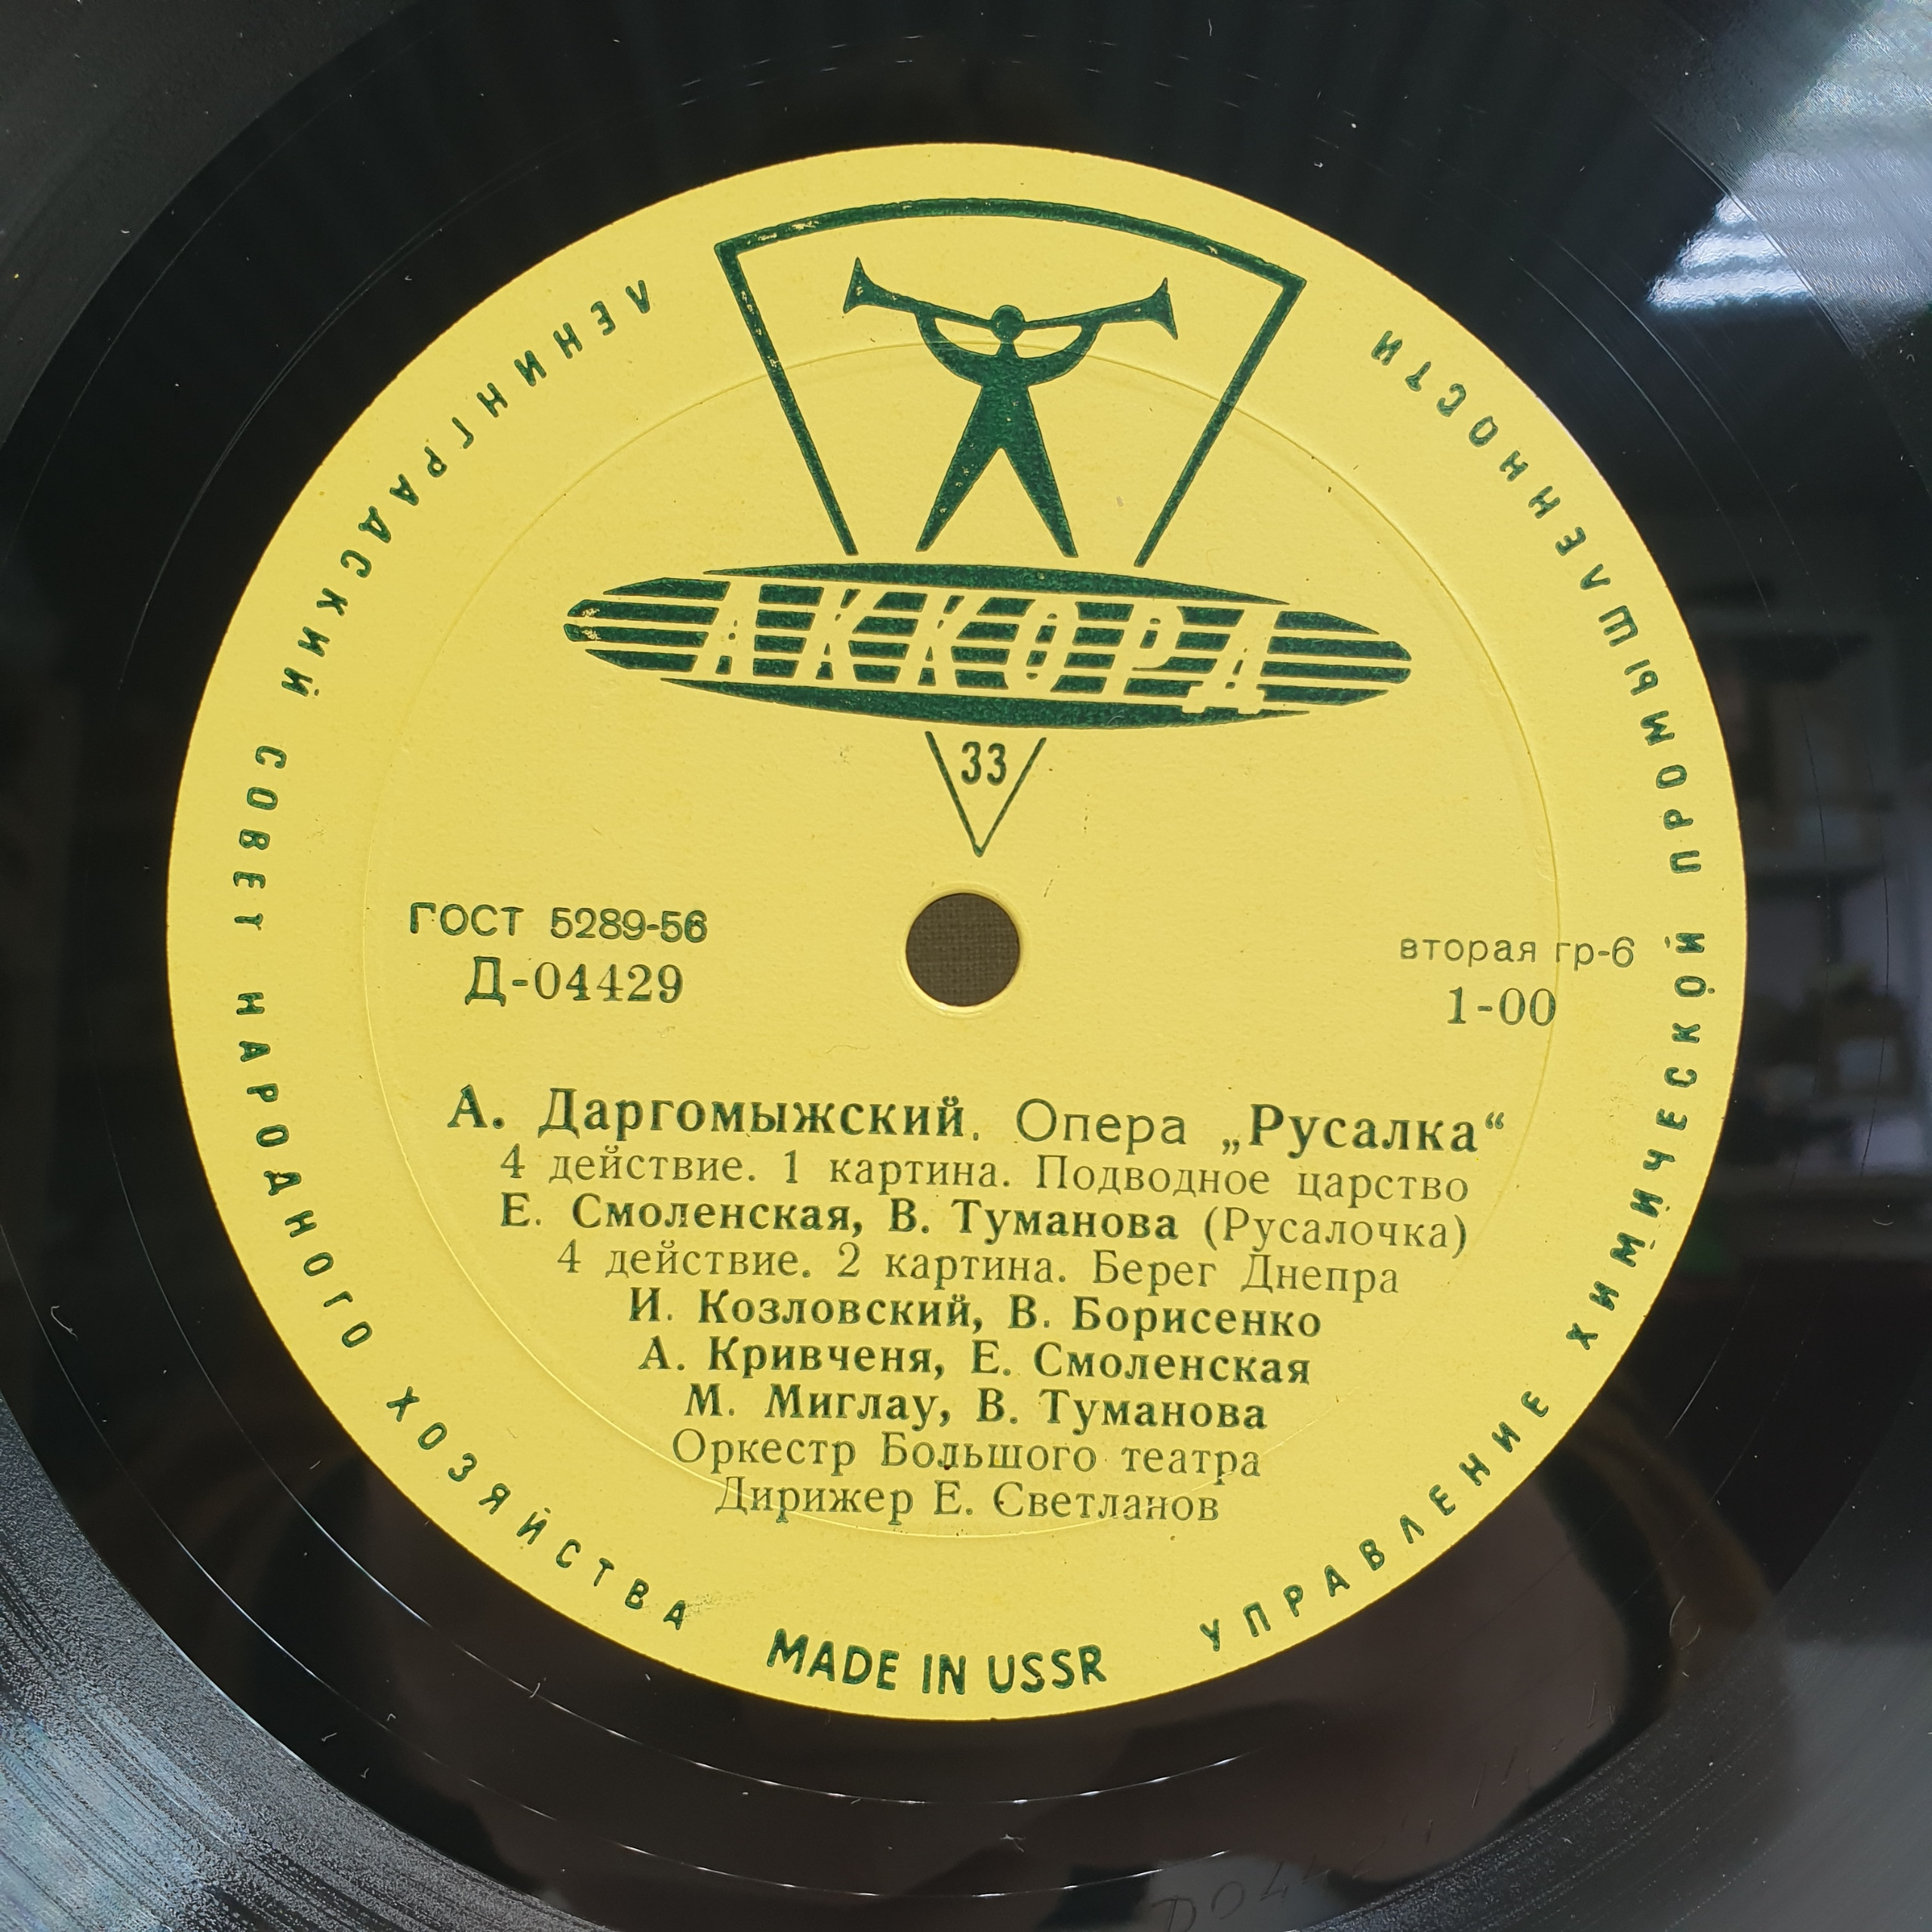 ЛЕНИНГРАДСКИЙ СОВЕТ НАРОДНОГО ХОЗЯЙСТВА
УПРАВЛЕНИЕ ХИМИЧЕСКОЙ ПРОМЫШЛЕННОСТИ
АККОРД
33
ГОСТ 5289-56
Д-04429
вторая гр-6
1-00
А. Даргомыжский. Опера „Русалка“
4 действие. 1 картина. Подводное царство
Е. Смоленская, В. Туманова (Русалочка)
4 действие. 2 картина. Берег Днепра
И. Козловский, В. Борисенко
А. Кривченя, Е. Смоленская
М. Миглау, В. Туманова
Оркестр Большого театра
Дирижер Е. Светланов
MADE IN USSR